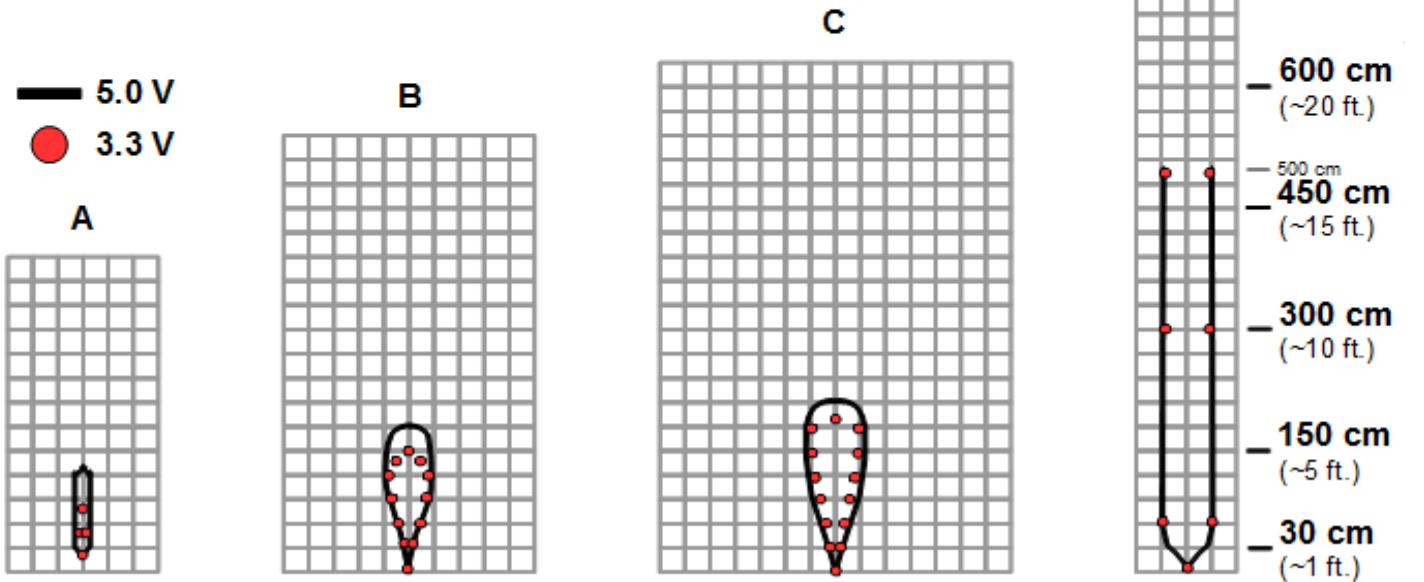 5.0 V
3.3 V
A
B
C
600 cm
(~20 ft.)
500 cm
450 cm
(~15 ft.)
300 cm
(~10 ft.)
150 cm
(~5 ft.)
30 cm
(~1 ft.)